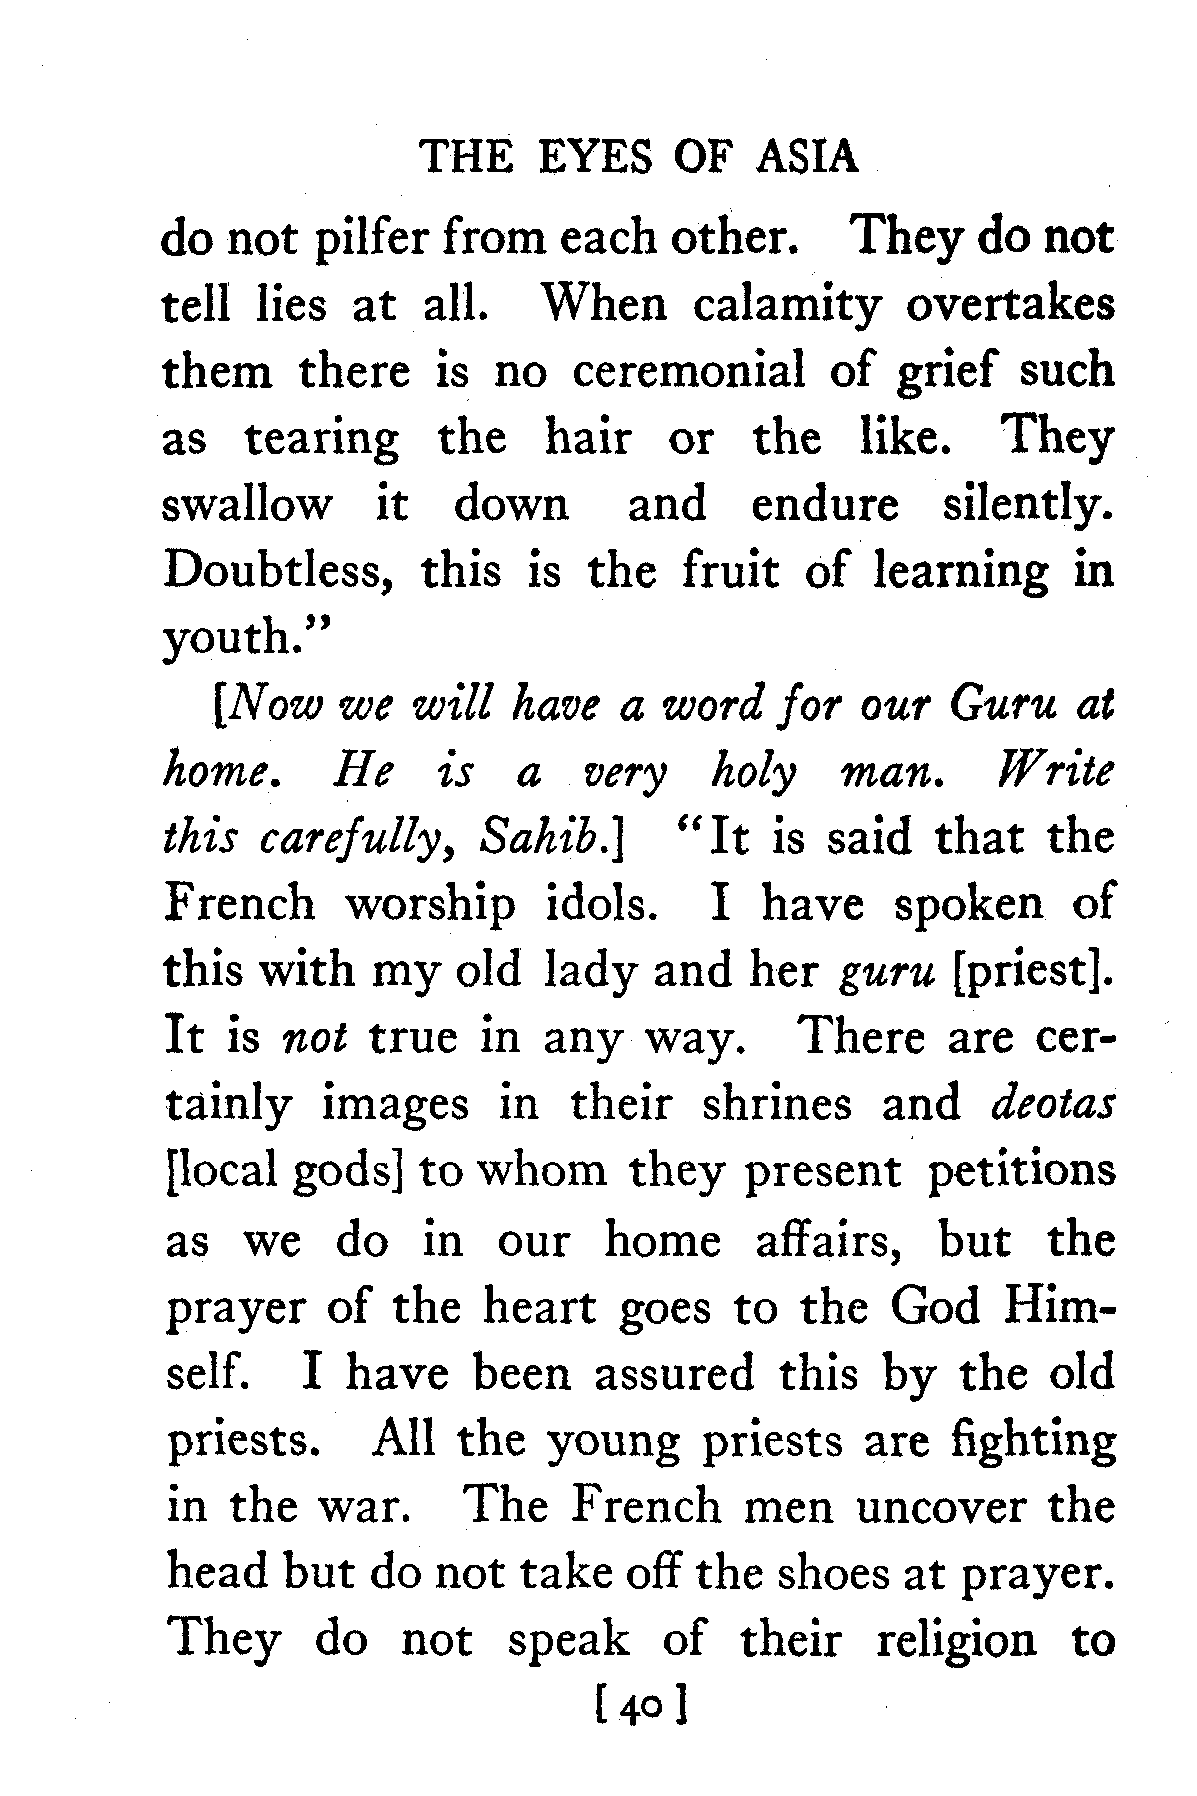 THE EYES OF ASIA
do not pilfer from each other. They do not
tell lies at all. When calamity overtakes
them there is no ceremonial of grief such
as tearing the hair or the like. They
swallow it down and endure silently.
Doubtless, this is the fruit of learning in
youth.”
[Now we will have a word for our Guru at
home. He is a very holy man. Write
this carefully, Sahib.] “It is said that the
French worship idols. I have spoken of
this with my old lady and her guru [priest].
It is not true in any way. There are cer-
tainly images in their shrines and deotas
[local gods] to whom they present petitions
as we do in our home affairs, but the
prayer of the heart goes to the God Him-
self. I have been assured this by the old
priests. All the young priests are fighting
in the war. The French men uncover the
head but do not take off the shoes at prayer.
They do not speak of their religion to
[ 40 ]